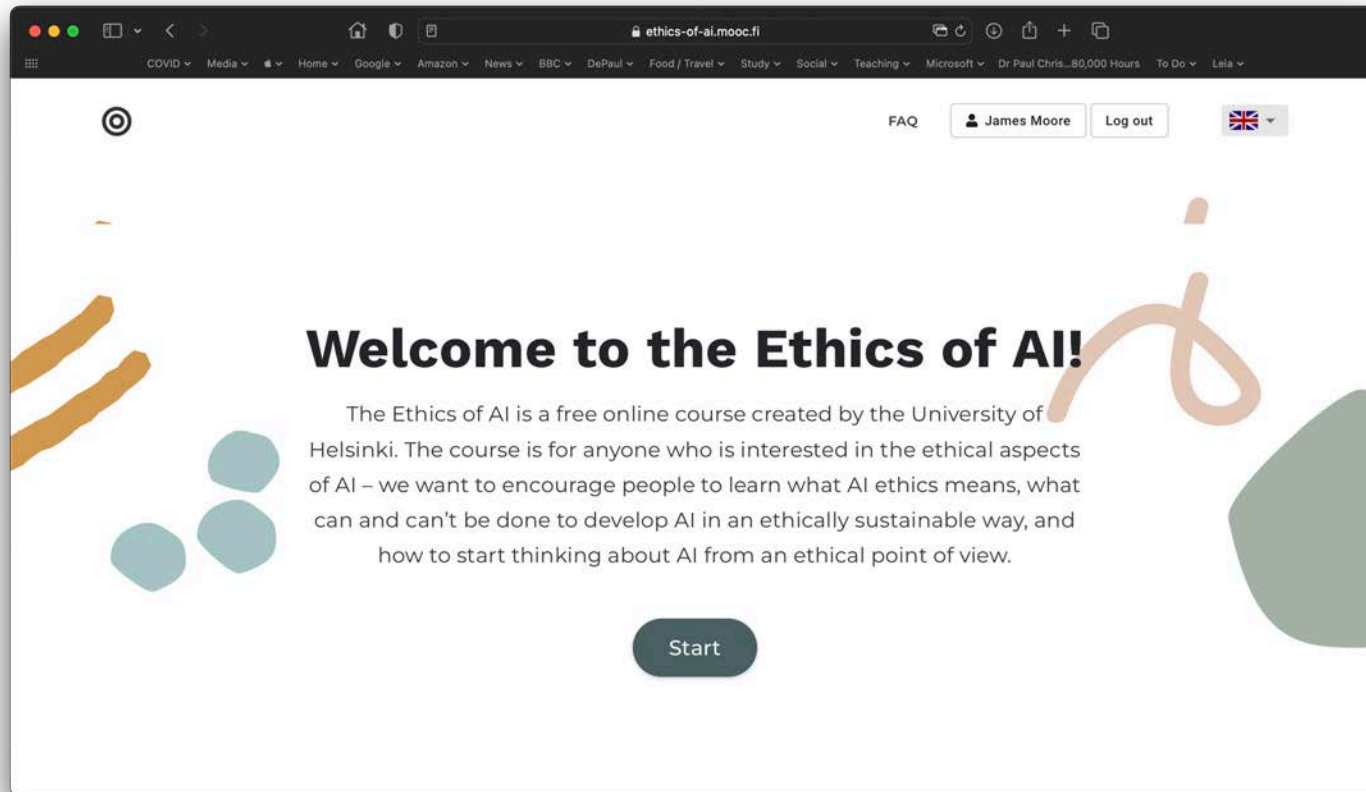 ethics-of-ai.mooc.fi
COVID Media Home Google Amazon News BBC DePaul Food / Travel Study Social Teaching Microsoft Dr Paul Chris...80,000 Hours To Do Leia
FAQ James Moore Log out
Welcome to the Ethics of AI!
The Ethics of AI is a free online course created by the University of
Helsinki. The course is for anyone who is interested in the ethical aspects
of AI – we want to encourage people to learn what AI ethics means, what
can and can't be done to develop AI in an ethically sustainable way, and
how to start thinking about AI from an ethical point of view.
Start